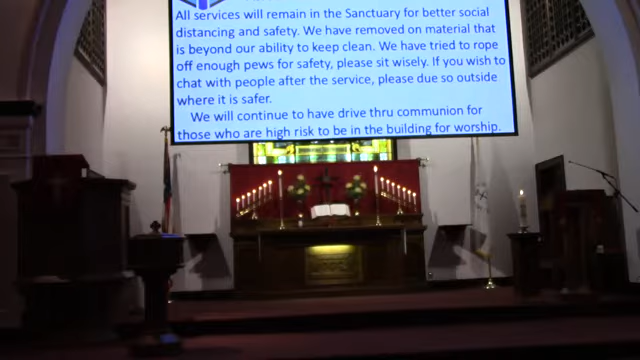 All services will remain in the Sanctuary for better social
distancing and safety. We have removed on material that
is beyond our ability to keep clean. We have tried to rope
off enough pews for safety, please sit wisely. If you wish to
chat with people after the service, please due so outside
where it is safer.
We will continue to have drive thru communion for
those who are high risk to be in the building for worship.